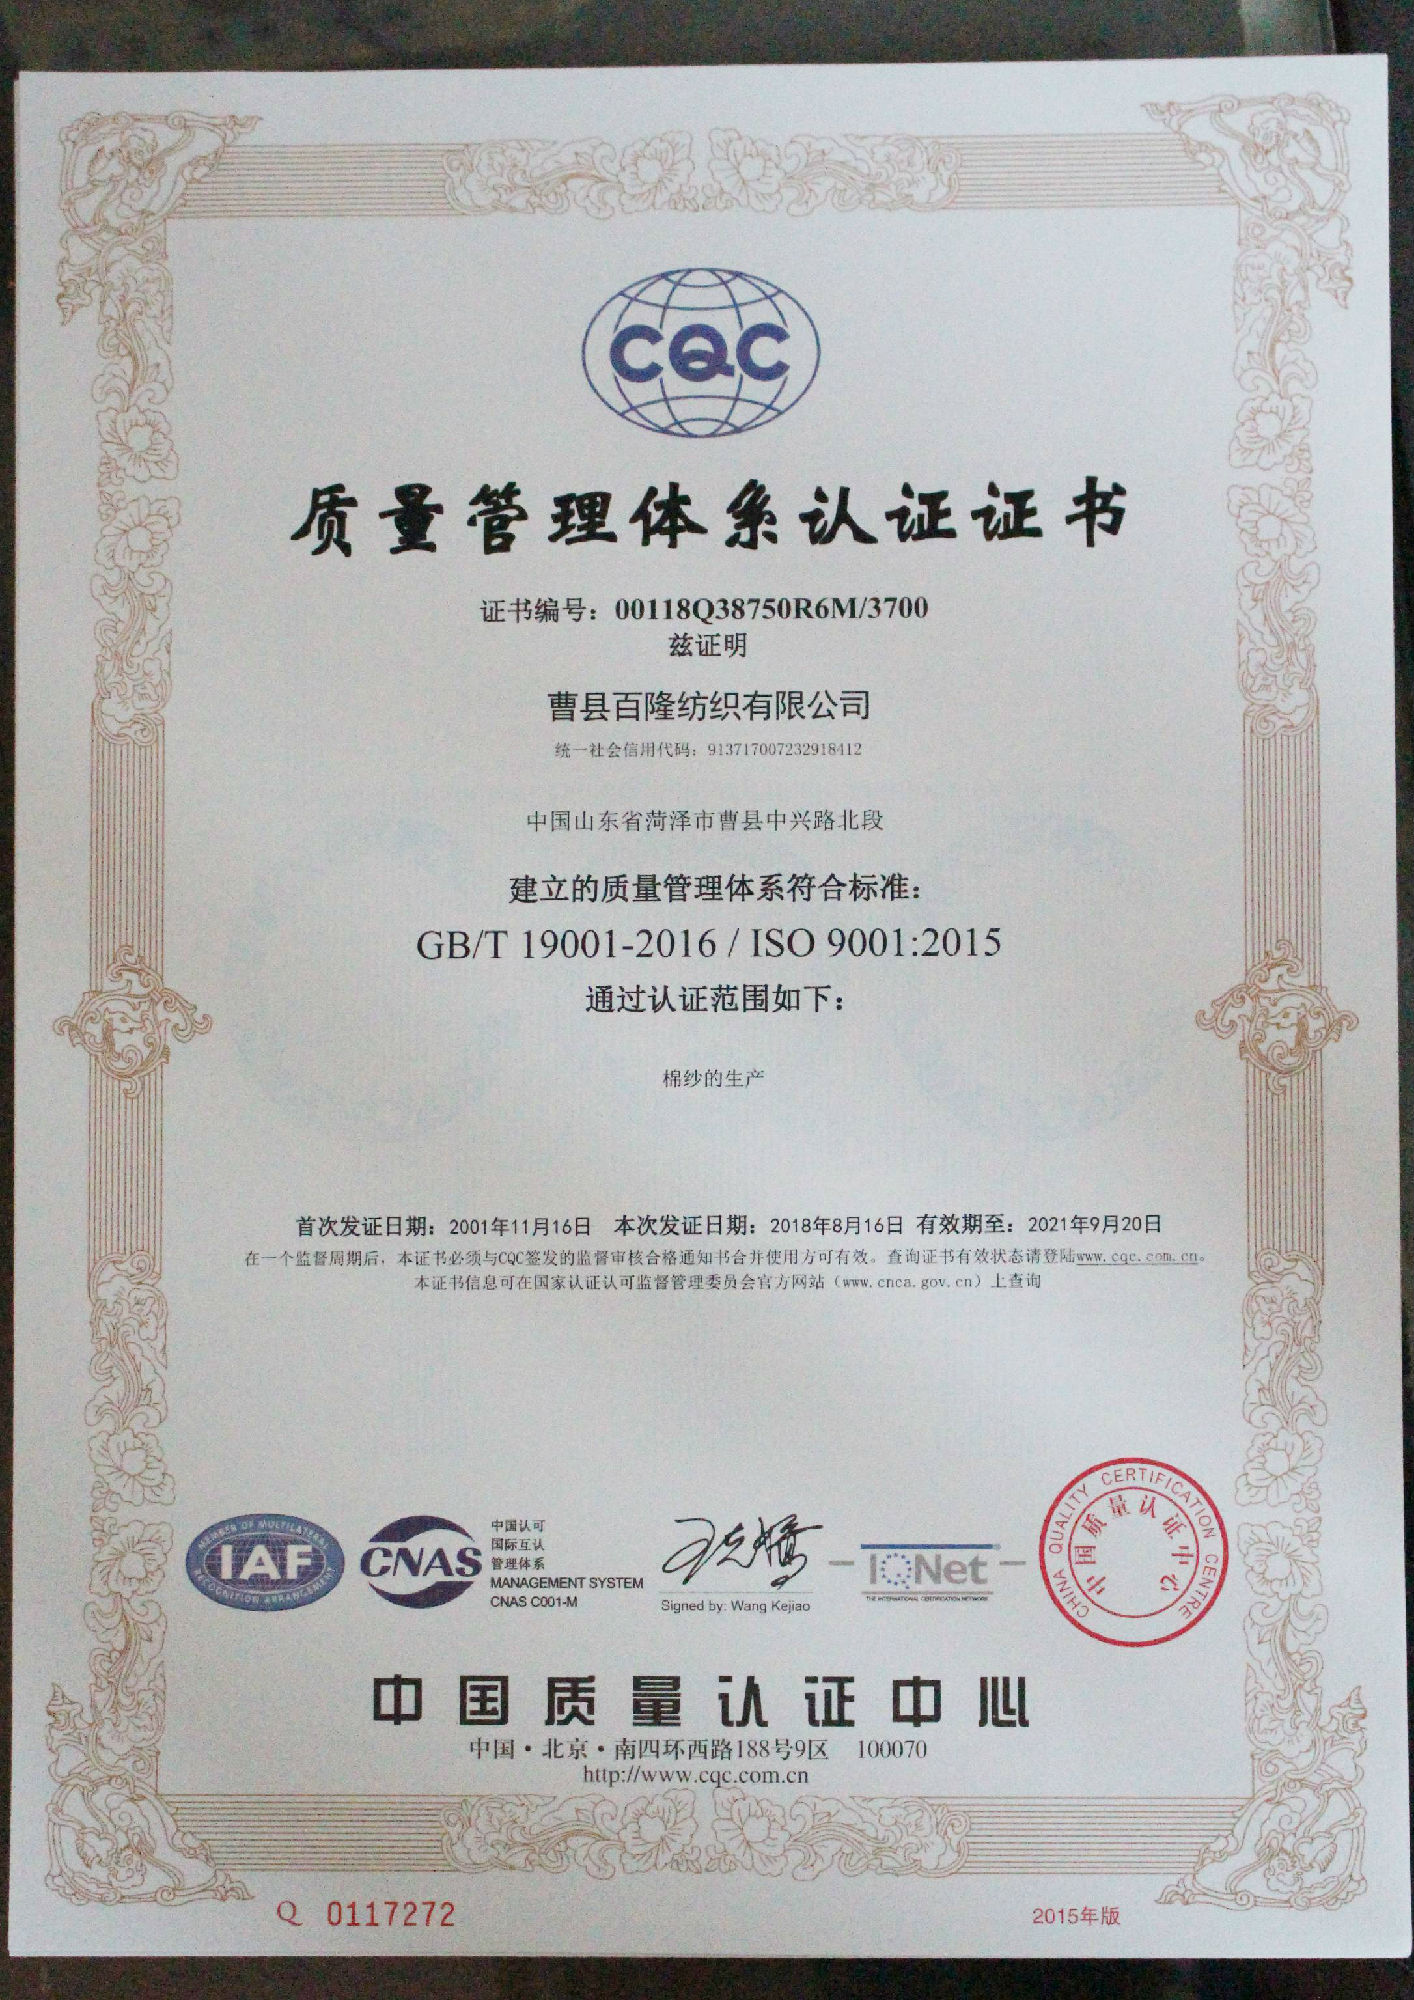 CQC
质量管理体系认证证书
证书编号：00118Q38750R6M/3700
兹证明
曹县百隆纺织有限公司
统一社会信用代码：913717007232918412
中国山东省菏泽市曹县中兴路北段
建立的质量管理体系符合标准：
GB/T 19001-2016 / ISO 9001:2015
通过认证范围如下：
棉纱的生产
首次发证日期：2001年11月16日 本次发证日期：2018年8月16日 有效期至：2021年9月20日
在一个监督周期后，本证书必须与CQC签发的监督审核合格通知书合并使用方可有效。查询证书有效状态请登陆www.cqc.com.cn。
本证书信息可在国家认证认可监督管理委员会官方网站（www.cnca.gov.cn）上查询
MEMBER OF MULTILATERAL
IAF
RECOGNITION ARRANGEMENT
CNAS
中国认可
国际互认
管理体系
MANAGEMENT SYSTEM
CNAS C001-M
王克娇
Signed by: Wang Kejiao
IQNet
THE INTERNATIONAL CERTIFICATION NETWORK
CHINA QUALITY CERTIFICATION CENTRE
中国质量认证中心
中国质量认证中心
中国·北京·南四环西路188号9区 100070
http://www.cqc.com.cn
Q 0117272
2015年版